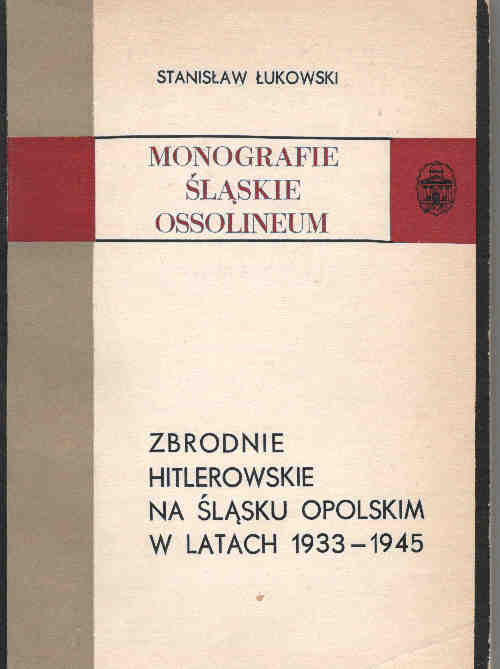 STANISŁAW ŁUKOWSKI
MONOGRAFIE
ŚLĄSKIE
OSSOLINEUM
ZBRODNIE
HITLEROWSKIE
NA ŚLĄSKU OPOLSKIM
W LATACH 1933–1945